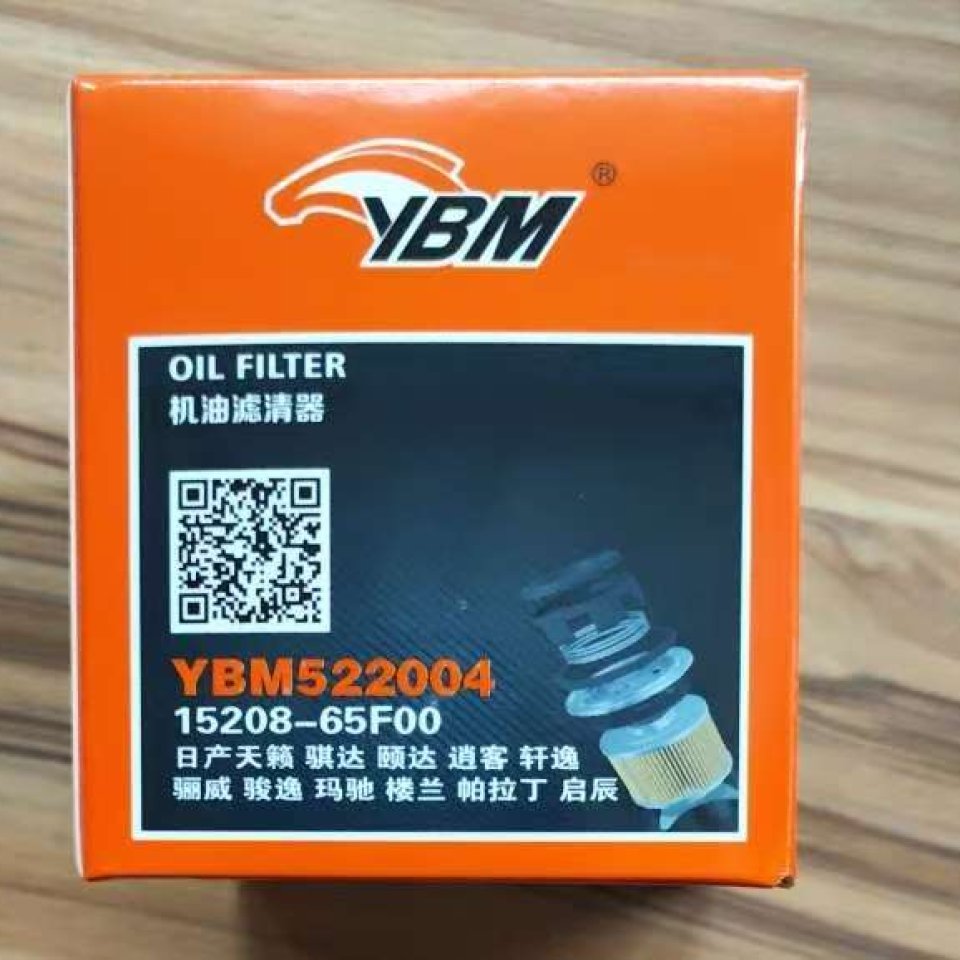 YBM®
OIL FILTER
机油滤清器
YBM522004
15208-65F00
日产天籁 骐达 颐达 逍客 轩逸
骊威 骏逸 玛驰 楼兰 帕拉丁 启辰